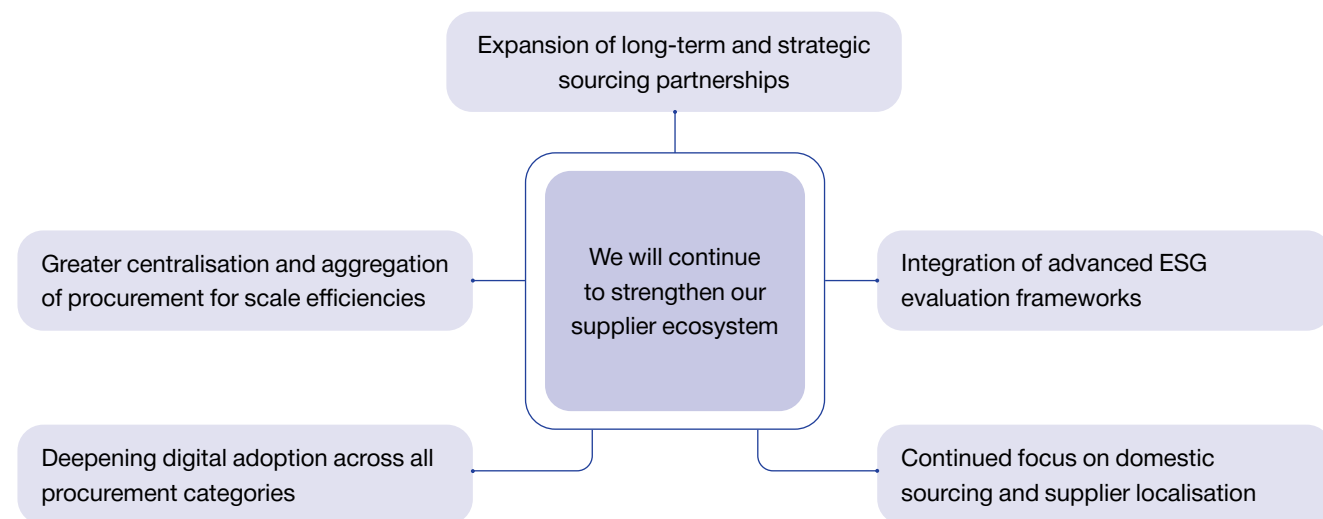 Expansion of long-term and strategic
sourcing partnerships
Greater centralisation and aggregation
of procurement for scale efficiencies
We will continue
to strengthen our
supplier ecosystem
Integration of advanced ESG
evaluation frameworks
Deepening digital adoption across all
procurement categories
Continued focus on domestic
sourcing and supplier localisation